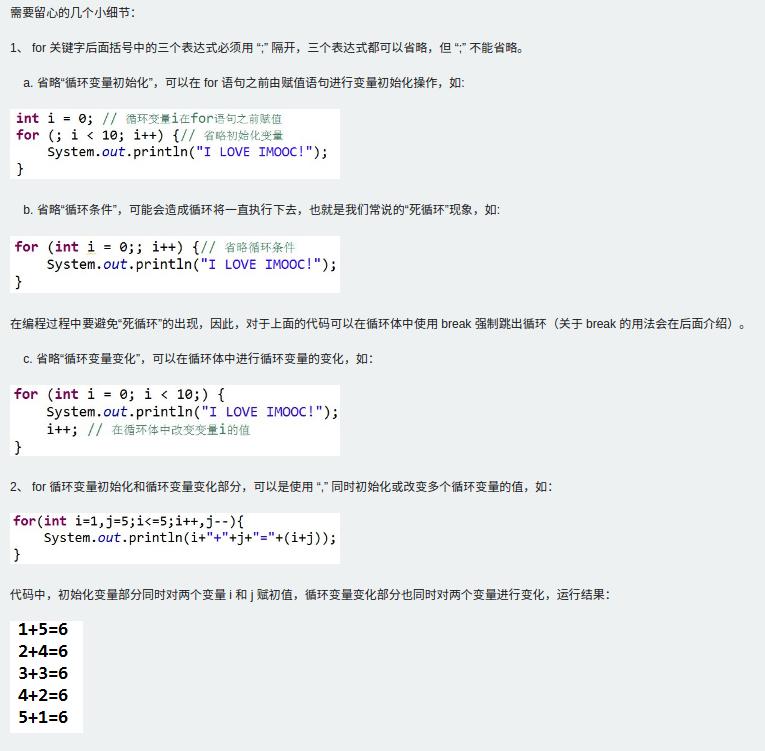 需要留心的几个小细节：
1、 for 关键字后面括号中的三个表达式必须用 “;” 隔开，三个表达式都可以省略，但 “;” 不能省略。
a. 省略“循环变量初始化”，可以在 for 语句之前由赋值语句进行变量初始化操作，如：
int i = 0; // 循环变量i在for语句之前赋值
for (; i < 10; i++) {// 省略初始化变量
System.out.println("I LOVE IMOOC!");
}
b. 省略“循环条件”，可能会造成循环将一直执行下去，也就是我们常说的“死循环”现象，如：
for (int i = 0;; i++) {// 省略循环条件
System.out.println("I LOVE IMOOC!");
}
在编程过程中要避免“死循环”的出现，因此，对于上面的代码可以在循环体中使用 break 强制跳出循环（关于 break 的用法会在后面介绍）。
c. 省略“循环变量变化”，可以在循环体中进行循环变量的变化，如：
for (int i = 0; i < 10;) {
System.out.println("I LOVE IMOOC!");
i++; // 在循环体中改变变量i的值
}
2、 for 循环变量初始化和循环变量变化部分，可以是使用 “,” 同时初始化或改变多个循环变量的值，如：
for(int i=1,j=5;i<=5;i++,j--){
System.out.println(i+"+"+j+"="+(i+j));
}
代码中，初始化变量部分同时对两个变量 i 和 j 赋初值，循环变量变化部分也同时对两个变量进行变化，运行结果：
1+5=6
2+4=6
3+3=6
4+2=6
5+1=6